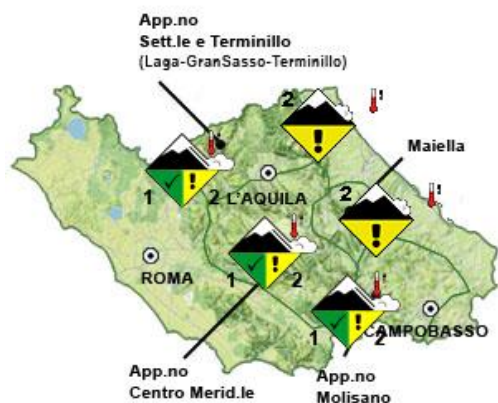 App.no
Sett.le e Terminillo
(Laga-GranSasso-Terminillo)
2
!
!
Maiella
1
2
L'AQUILA
2
!
!
!
!
!
ROMA
1
2
!
!
1
2
CAMPOBASSO
App.no
Centro Merid.le
App.no
Molisano